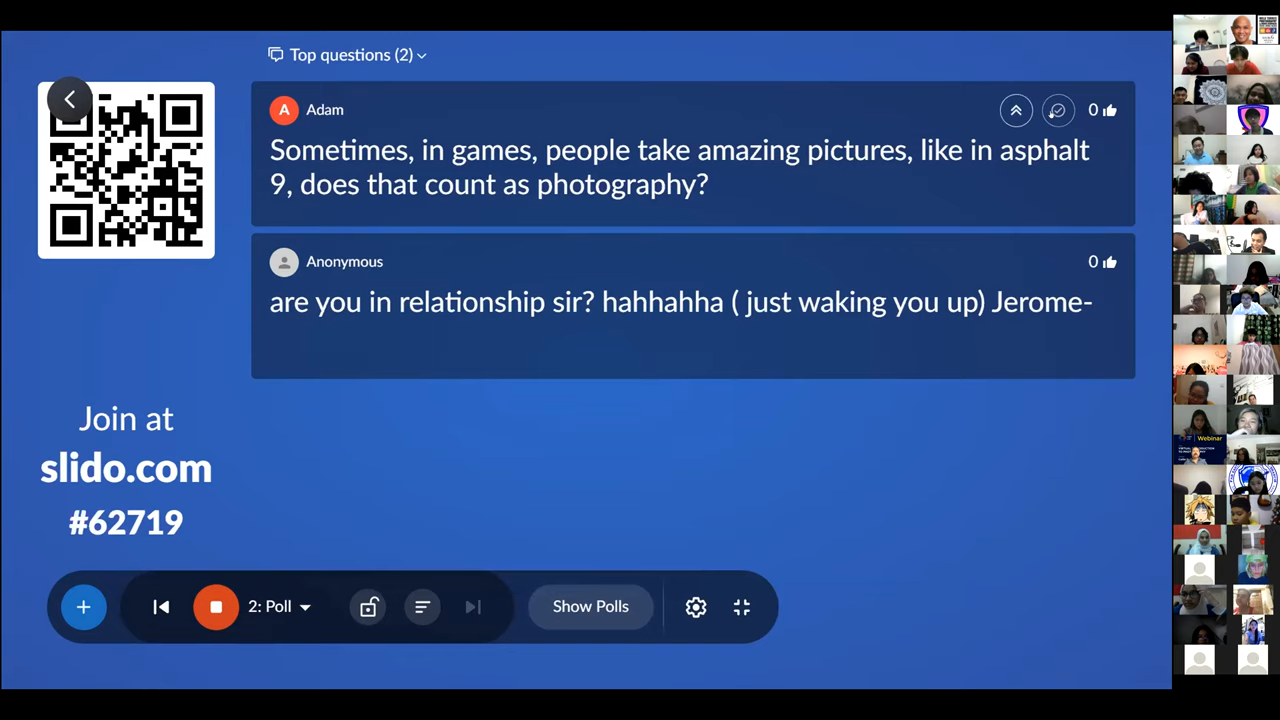 Top questions (2)
A Adam
0
Sometimes, in games, people take amazing pictures, like in asphalt
9, does that count as photography?
Anonymous
0
are you in relationship sir? hahhahha ( just waking you up) Jerome-
Join at
slido.com
#62719
2: Poll
Show Polls
Webinar